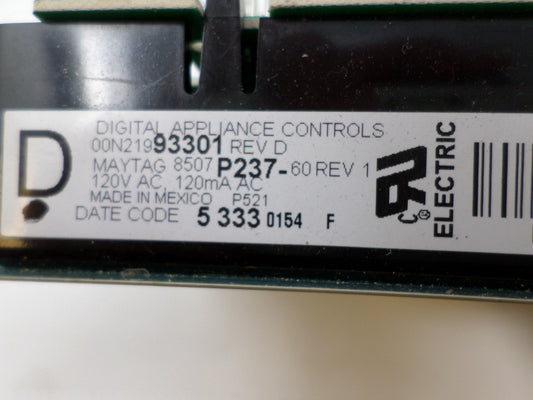 D
DIGITAL APPLIANCE CONTROLS
00N21993301 REV D
MAYTAG 8507P237-60 REV 1
120V AC, 120mA AC
MADE IN MEXICO P521
DATE CODE 5 333 0154 F
ELECTRIC